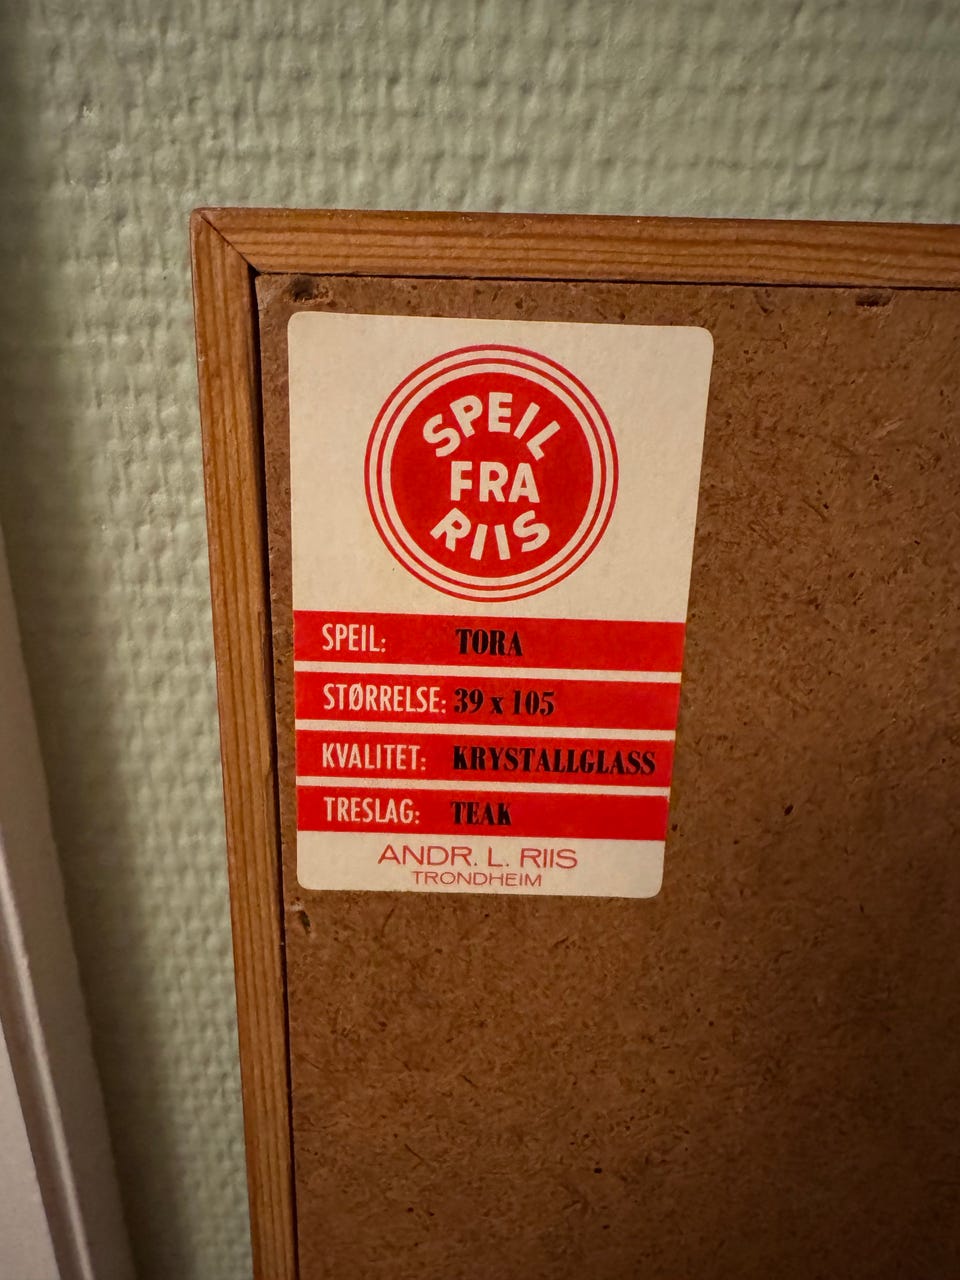 SPEIL
FRA
RIIS
SPEIL: TORA
STØRRELSE: 39 x 105
KVALITET: KRYSTALLGLASS
TRESLAG: TEAK
ANDR. L. RIIS
TRONDHEIM